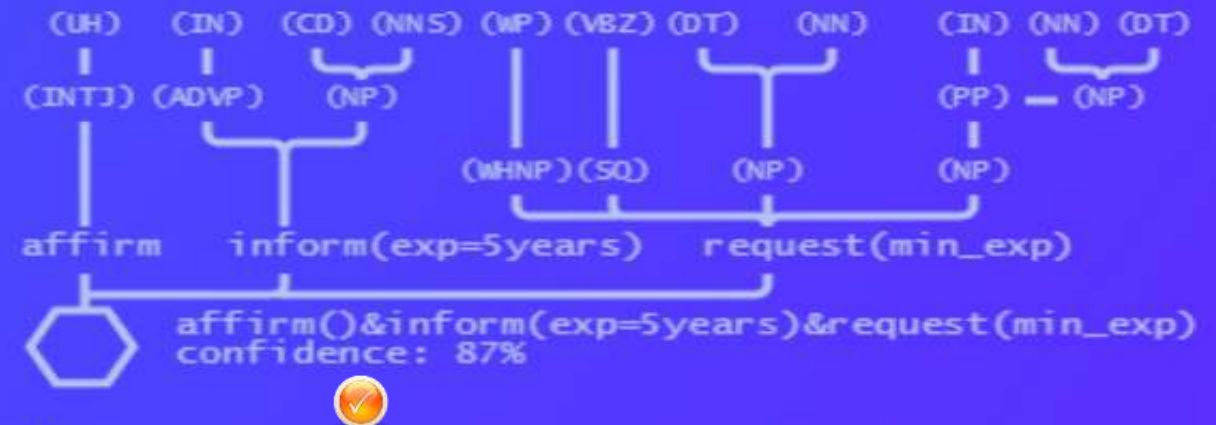 (UH) (IN) (CD) (NNS) (WP) (VBZ) (DT) (NN) (IN) (NN) (DT)
(INTJ) (ADVP) (NP) (PP) (NP)
(WHNP) (SQ) (NP) (NP)
affirm inform(exp=5years) request(min_exp)
affirm()&inform(exp=5years)&request(min_exp)
confidence: 87%